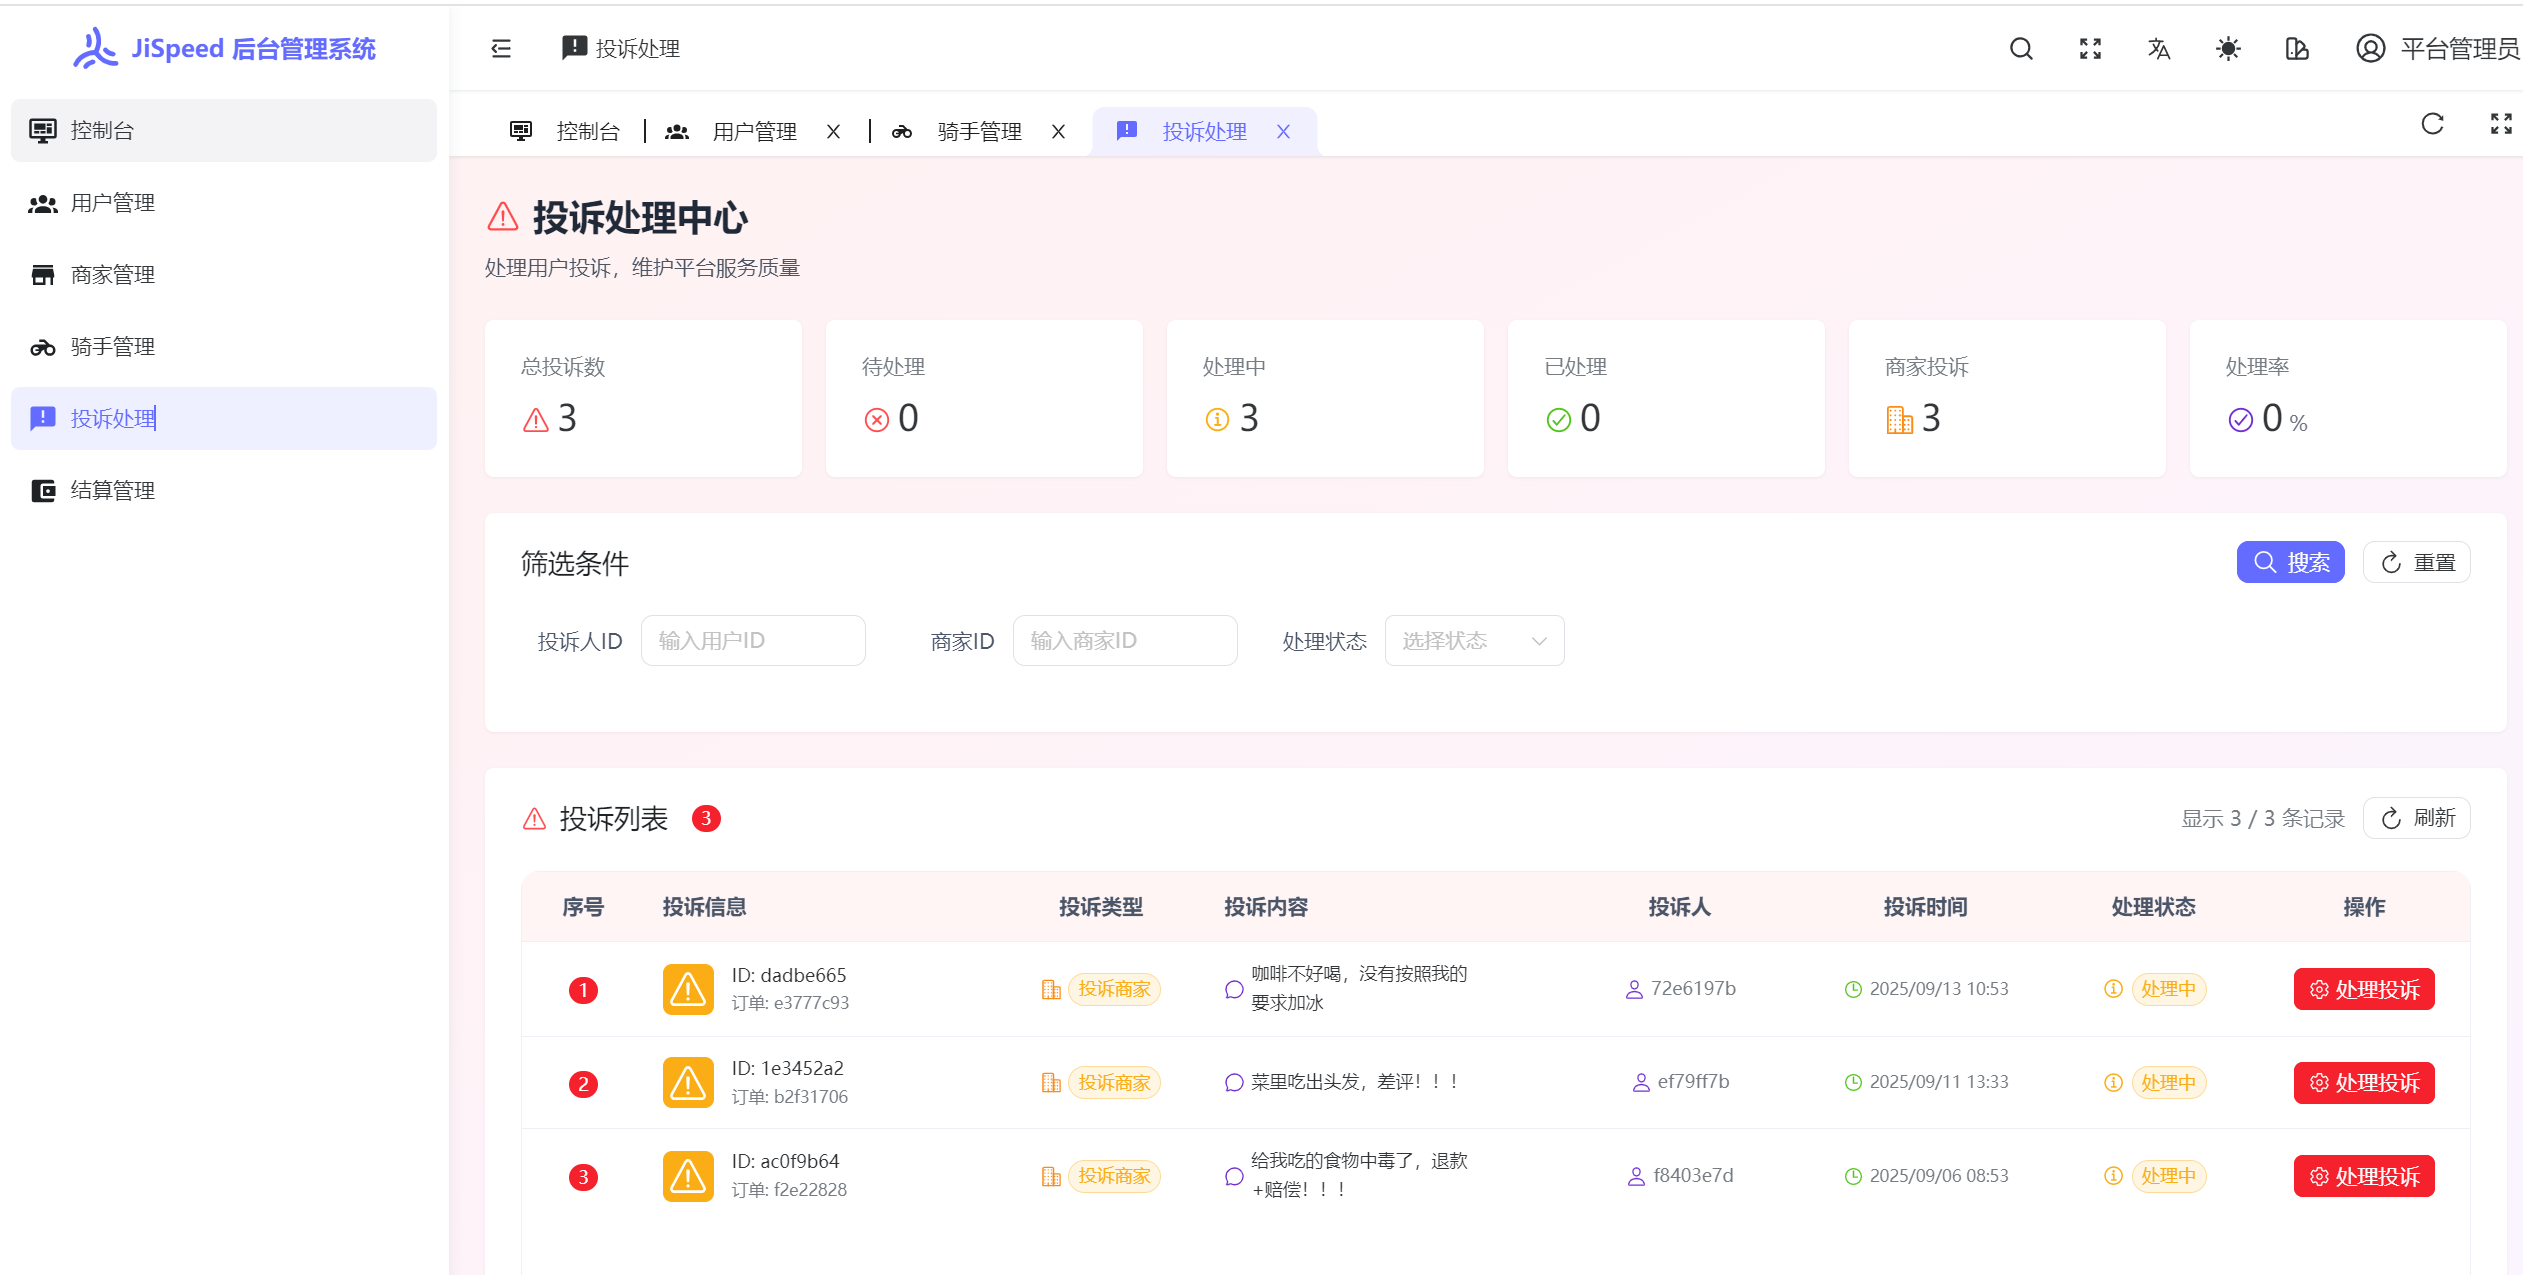 JiSpeed 后台管理系统
投诉处理
平台管理员
控制台
用户管理
商家管理
骑手管理
投诉处理
结算管理
控制台 用户管理 骑手管理 投诉处理
投诉处理中心
处理用户投诉，维护平台服务质量
总投诉数
3
待处理
0
处理中
3
已处理
0
商家投诉
3
处理率
0 %
筛选条件
搜索 重置
投诉人ID 输入用户ID 商家ID 输入商家ID 处理状态 选择状态
投诉列表 3
显示 3 / 3 条记录 刷新
序号 投诉信息 投诉类型 投诉内容 投诉人 投诉时间 处理状态 操作
1 ID: dadbe665
订单: e3777c93
投诉商家
咖啡不好喝，没有按照我的
要求加冰
72e6197b 2025/09/13 10:53 处理中 处理投诉
2 ID: 1e3452a2
订单: b2f31706
投诉商家
菜里吃出头发，差评！！！
ef79ff7b 2025/09/11 13:33 处理中 处理投诉
3 ID: ac0f9b64
订单: f2e22828
投诉商家
给我吃的食物中毒了，退款
+赔偿！！！
f8403e7d 2025/09/06 08:53 处理中 处理投诉